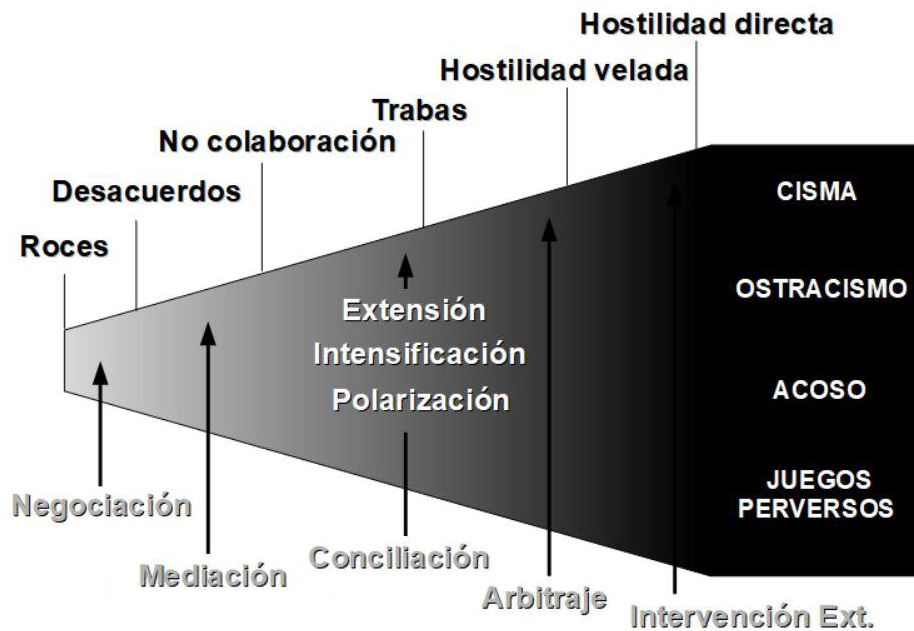 Hostilidad directa
Hostilidad velada
Trabas
No colaboración
Desacuerdos
Roces
Extensión
Intensificación
Polarización
CISMA
OSTRACISMO
ACOSO
JUEGOS
PERVERSOS
Negociación
Mediación
Conciliación
Arbitraje
Intervención Ext.